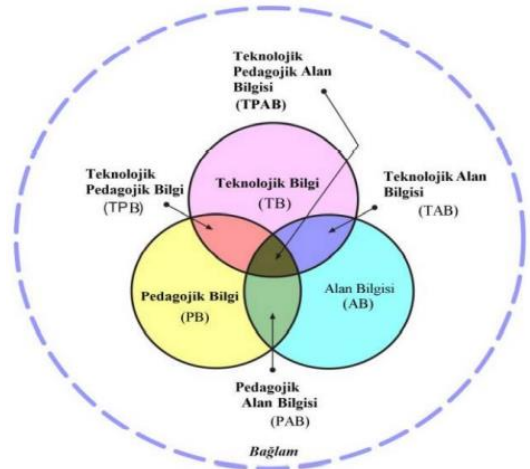 Teknolojik
Pedagojik Alan
Bilgisi
(TPAB)
Teknolojik
Pedagojik Bilgi
(TPB)
Teknolojik Bilgi
(TB)
Teknolojik Alan
Bilgisi
(TAB)
Pedagojik Bilgi
(PB)
Alan Bilgisi
(AB)
Pedagojik
Alan Bilgisi
(PAB)
Bağlam